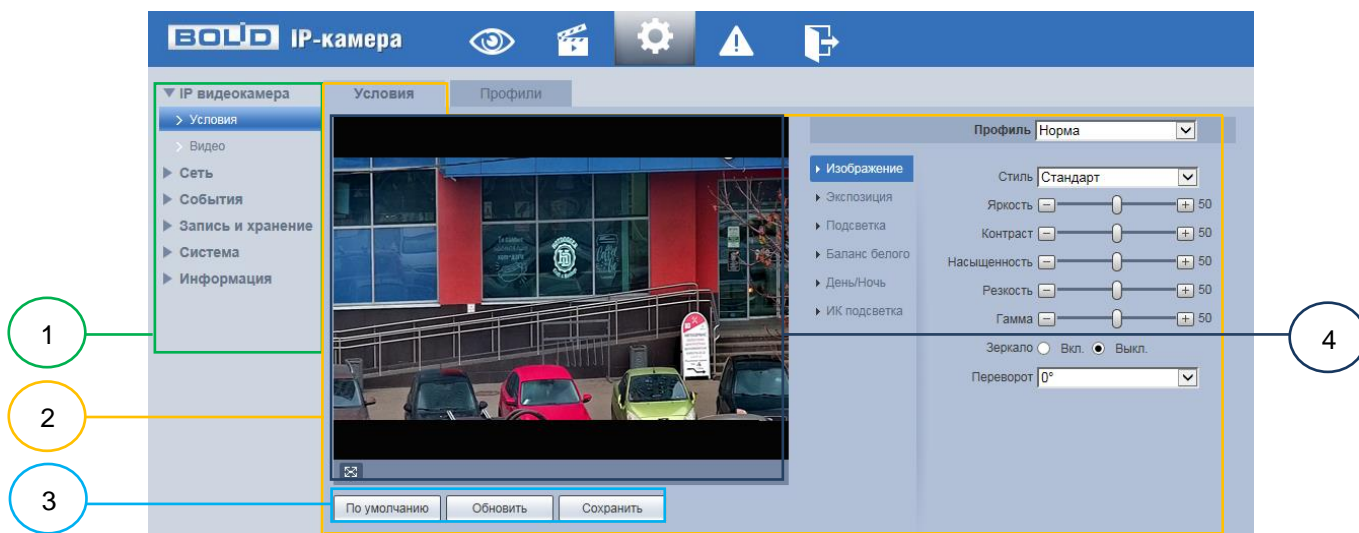 BOLID IP-камера
IP видеокамера
Условия
Видео
Сеть
События
Запись и хранение
Система
Информация
Условия
Профили
Профиль Норма
Изображение
Экспозиция
Подсветка
Баланс белого
День/Ночь
ИК подсветка
Стиль Стандарт
Яркость 50
Контраст 50
Насыщенность 50
Резкость 50
Гамма 50
Зеркало Вкл. Выкл.
Переворот 0°
По умолчанию
Обновить
Сохранить
1
2
3
4